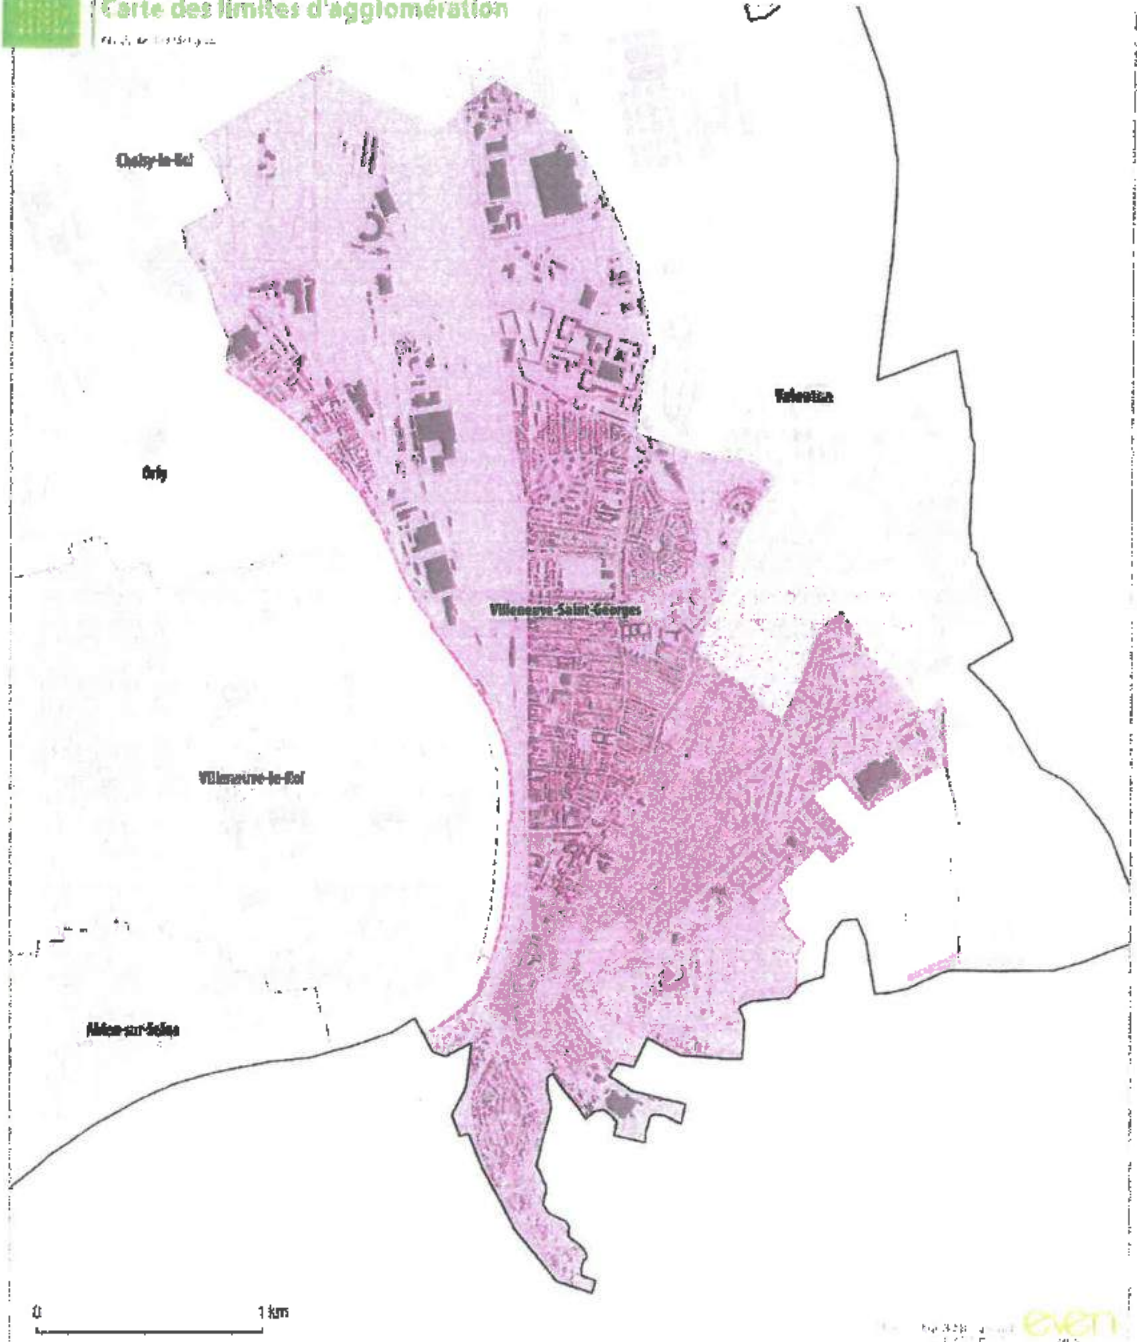 Carte des limites d'agglomération
Choisy-le-Roi
Valenton
Orly
Villeneuve-Saint-Georges
Villeneuve-le-Roi
Ablon-sur-Seine
0 1 km
even